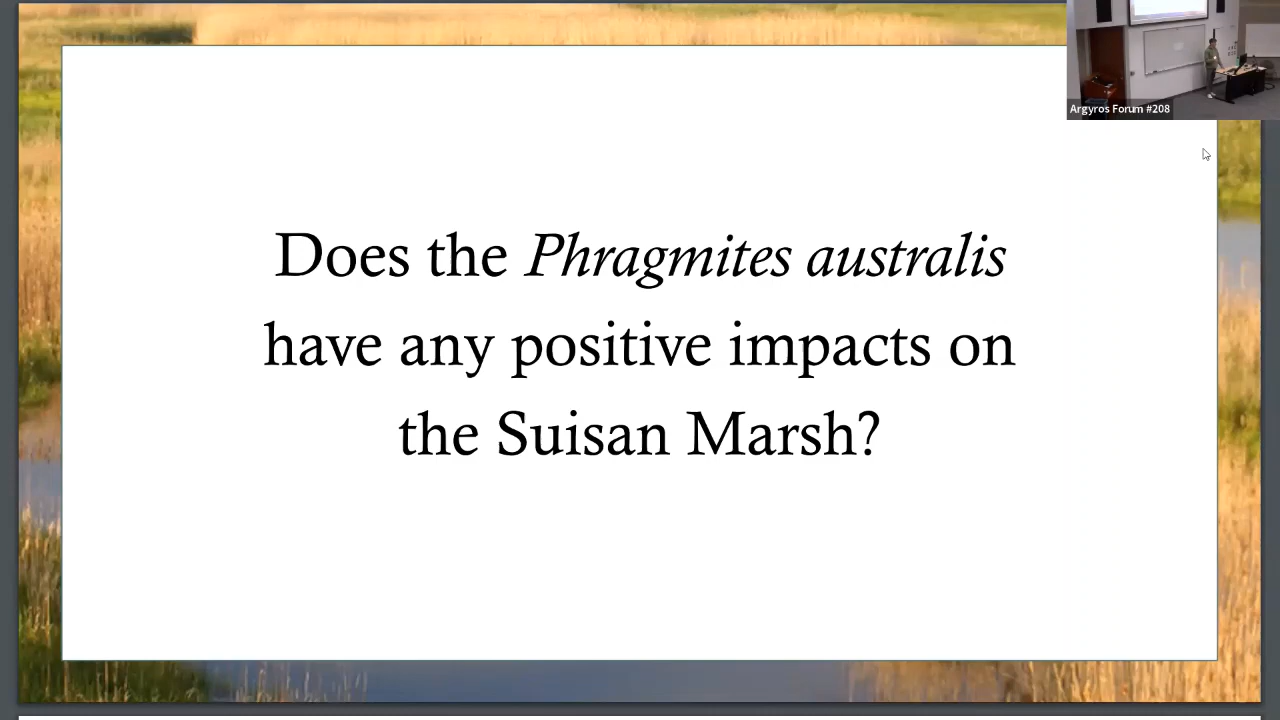 Argyros Forum #208
Does the Phragmites australis
have any positive impacts on
the Suisan Marsh?